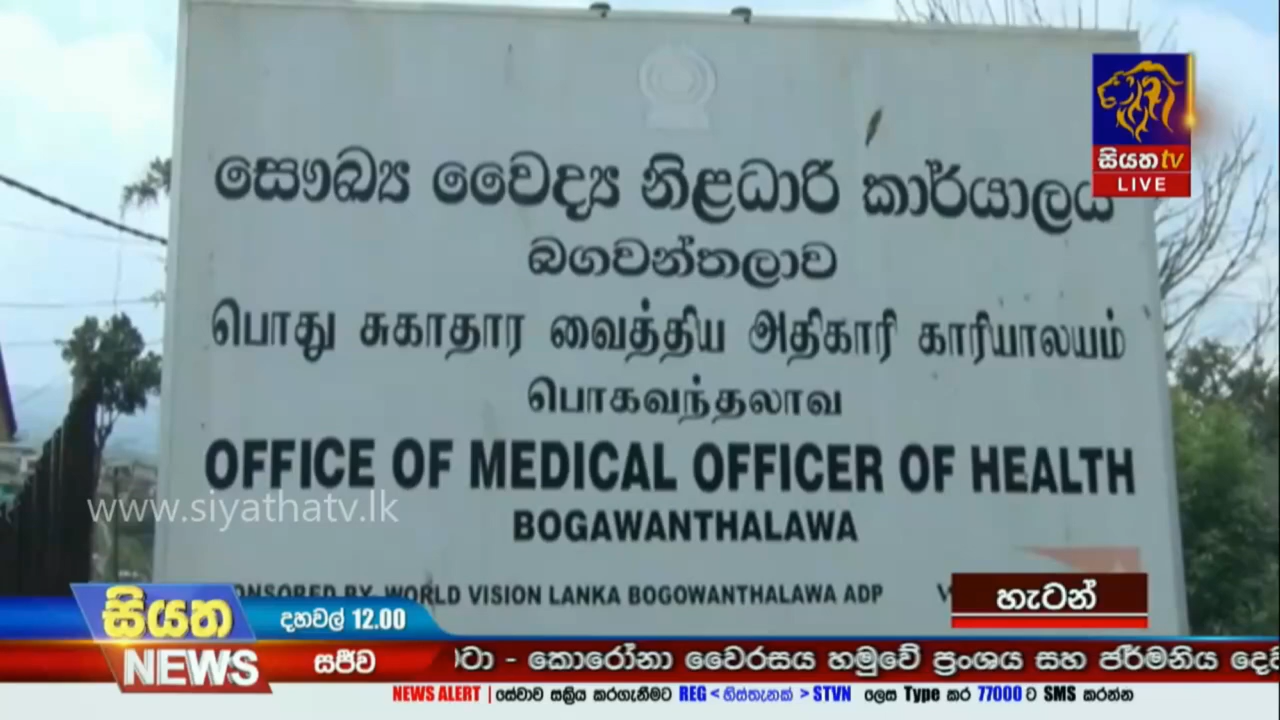 සෞඛ්‍ය වෛද්‍ය නිළධාරි කාර්යාලය
බගවන්තලාව
பொது சுகாதார வைத்திய அதிகாரி காரியாலயம்
பொகவந்தலாவ
OFFICE OF MEDICAL OFFICER OF HEALTH
BOGAWANTHALAWA
BY WORLD VISION LANKA BOGOWANTHALAWA ADP
සියත tv
LIVE
www.siyathatv.lk
හැටන්
සියත NEWS
දහවල් 12.00
සජීව
- කොරෝනා වෛරසය හමුවේ ප්‍රංශය සහ ජර්මනිය
NEWS ALERT | සේවාව සක්‍රිය කරගැනීමට REG < හිස්තැනක් > STVN ලෙස Type කර 77000 ට SMS කරන්න